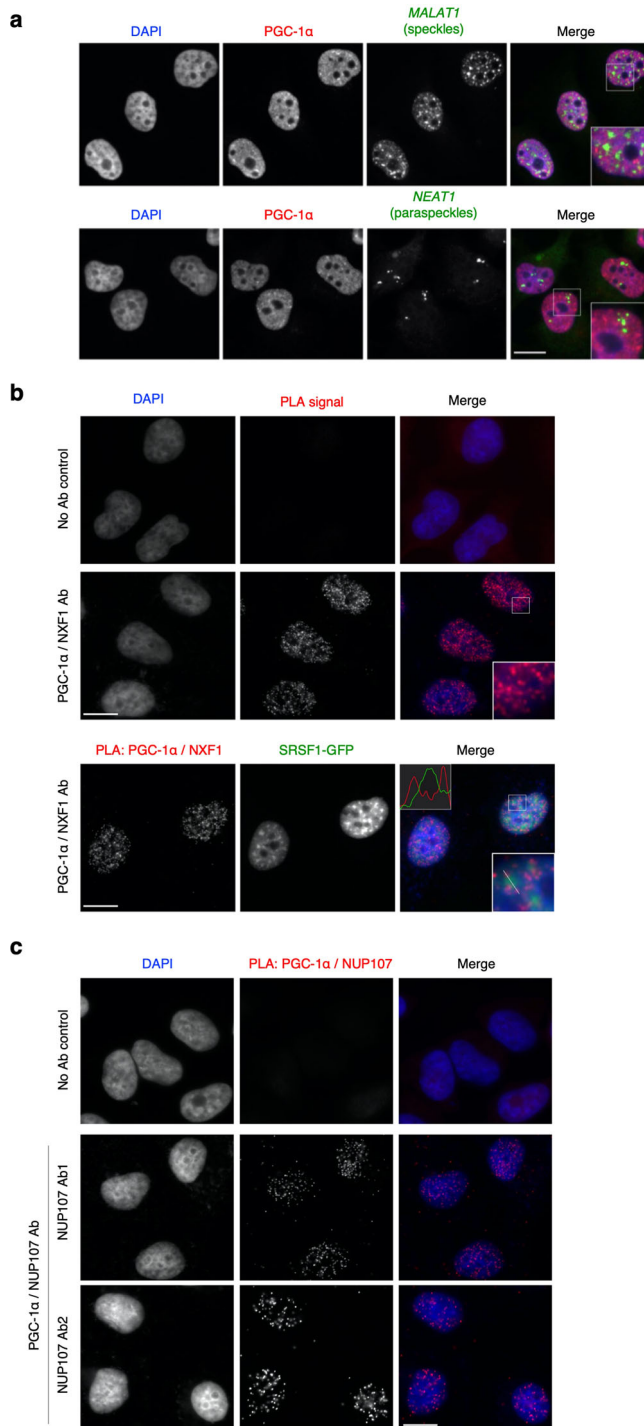 a
MALAT1
DAPI PGC-1α (speckles) Merge
NEAT1
DAPI PGC-1α (paraspeckles) Merge
b
DAPI PLA signal Merge
No Ab control
PGC-1α / NXF1 Ab
PLA: PGC-1α / NXF1 SRSF1-GFP Merge
PGC-1α / NXF1 Ab
c
DAPI PLA: PGC-1α / NUP107 Merge
No Ab control
PGC-1α / NUP107 Ab
NUP107 Ab1
NUP107 Ab2